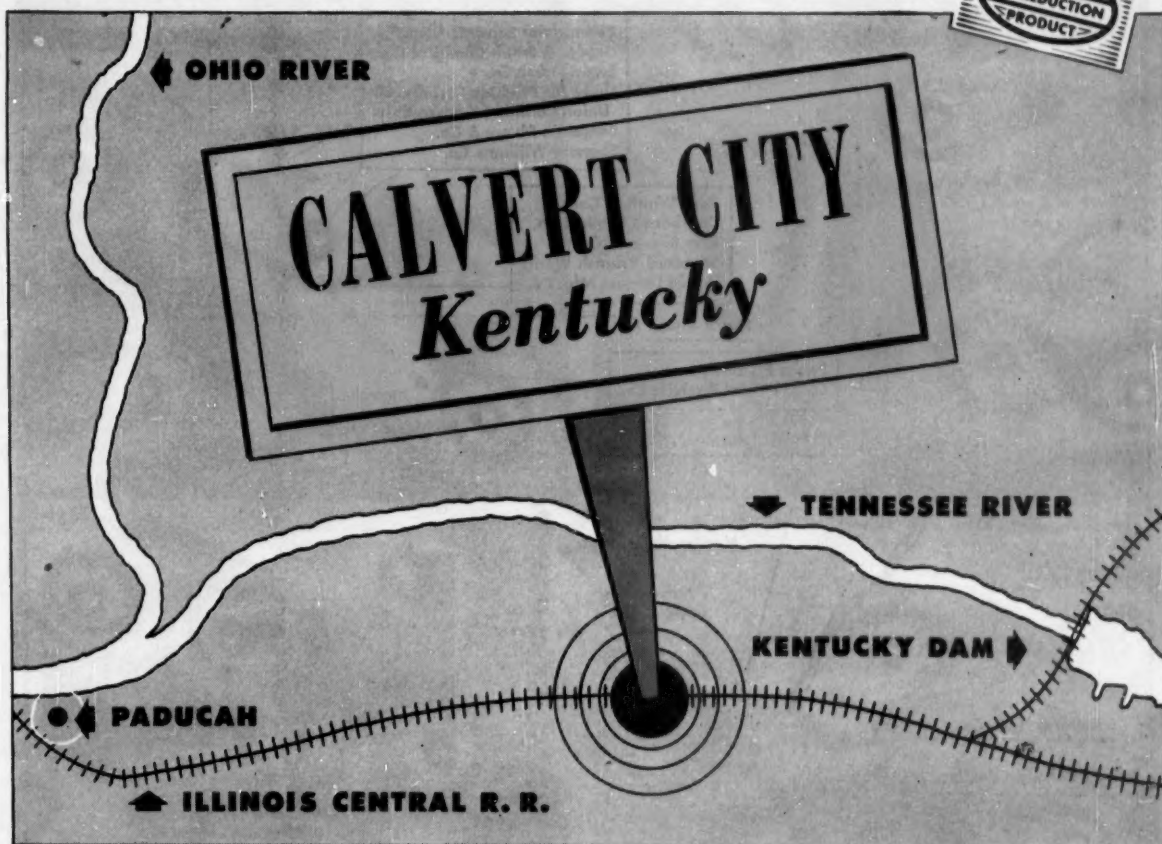 PRODUCT
OHIO RIVER
CALVERT CITY
Kentucky
TENNESSEE RIVER
KENTUCKY DAM
PADUCAH
ILLINOIS CENTRAL R. R.